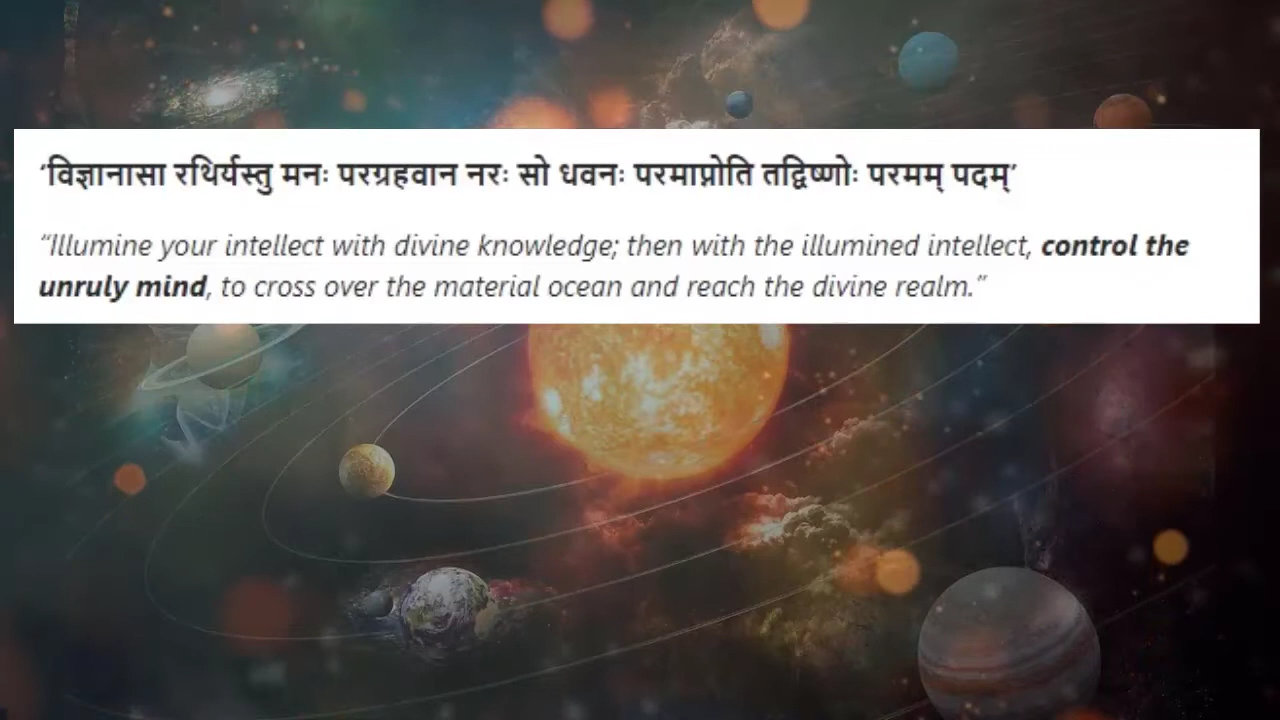 ‘विज्ञानासा रथिर्यस्तु मनः परग्रहवान नरः सो धवनः परमाप्नोति तद्विष्णोः परमम् पदम्’
“Illumine your intellect with divine knowledge; then with the illumined intellect, control the
unruly mind, to cross over the material ocean and reach the divine realm.”